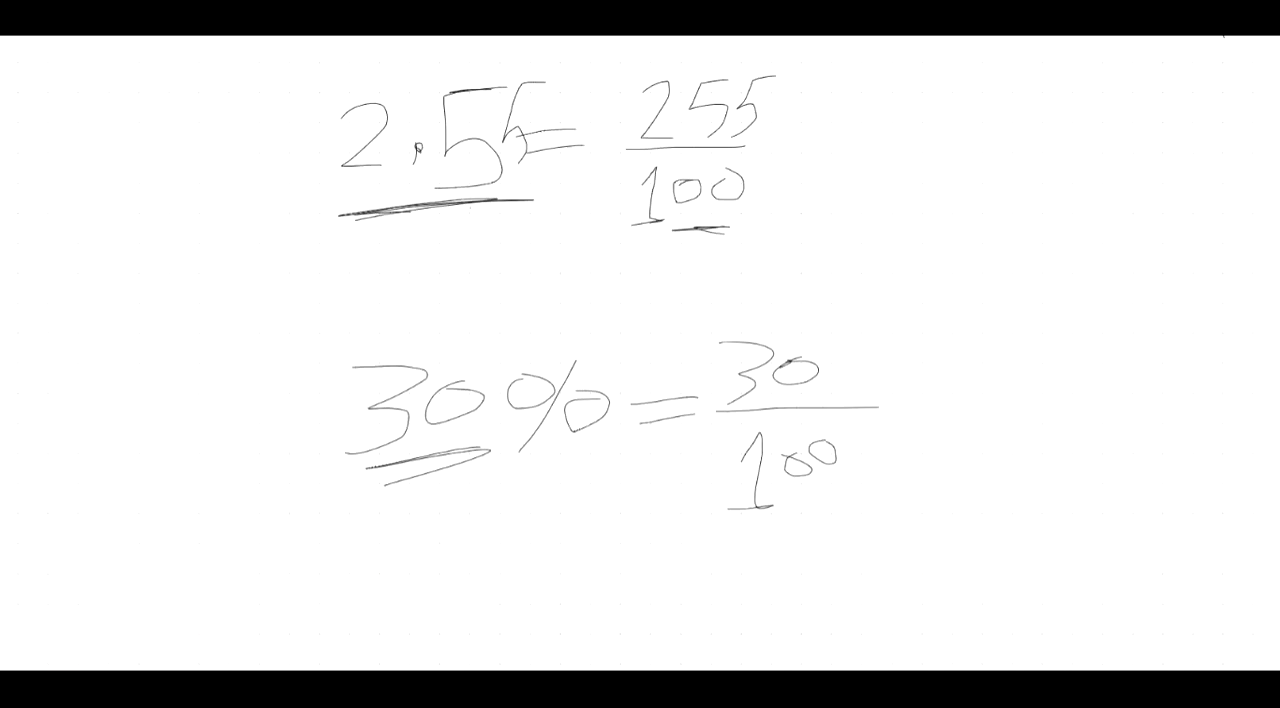 2.55 = 255/100
30% = 30/100